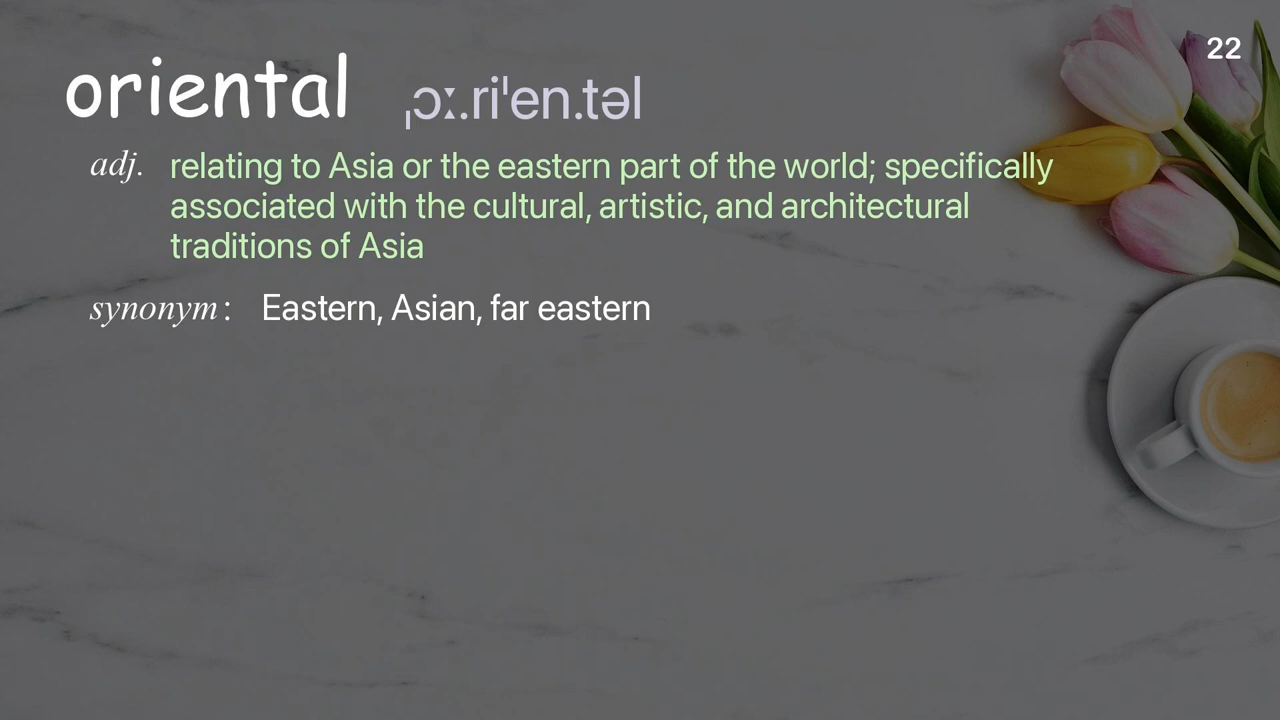 22
oriental ˌɔː.riˈen.təl
adj. relating to Asia or the eastern part of the world; specifically
associated with the cultural, artistic, and architectural
traditions of Asia
synonym: Eastern, Asian, far eastern